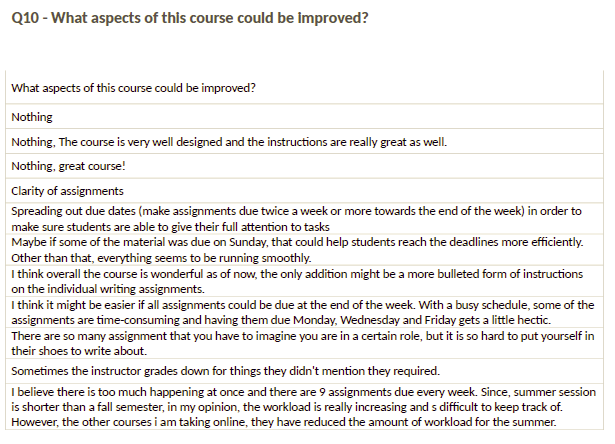 Q10 - What aspects of this course could be improved?
What aspects of this course could be improved?
Nothing
Nothing, The course is very well designed and the instructions are really great as well.
Nothing, great course!
Clarity of assignments
Spreading out due dates (make assignments due twice a week or more towards the end of the week) in order to
make sure students are able to give their full attention to tasks
Maybe if some of the material was due on Sunday, that could help students reach the deadlines more efficiently.
Other than that, everything seems to be running smoothly.
I think overall the course is wonderful as of now, the only addition might be a more bulleted form of instructions
on the individual writing assignments.
I think it might be easier if all assignments could be due at the end of the week. With a busy schedule, some of the
assignments are time-consuming and having them due Monday, Wednesday and Friday gets a little hectic.
There are so many assignment that you have to imagine you are in a certain role, but it is so hard to put yourself in
their shoes to write about.
Sometimes the instructor grades down for things they didn't mention they required.
I believe there is too much happening at once and there are 9 assignments due every week. Since, summer session
is shorter than a fall semester, in my opinion, the workload is really increasing and s difficult to keep track of.
However, the other courses i am taking online, they have reduced the amount of workload for the summer.